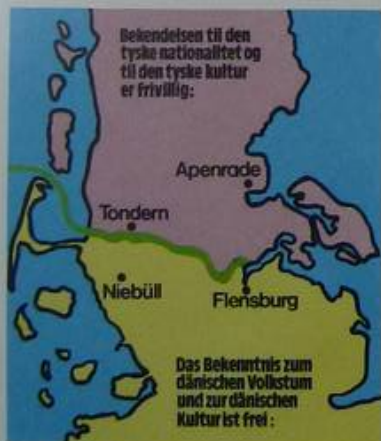 Bekendelsen til den
tyske nationalitet og
til den tyske kultur
er frivillig:
Apenrade
Tondern
Niebüll
Flensburg
Das Bekenntnis zum
dänischen Volkstum
und zur dänischen
Kultur ist frei :